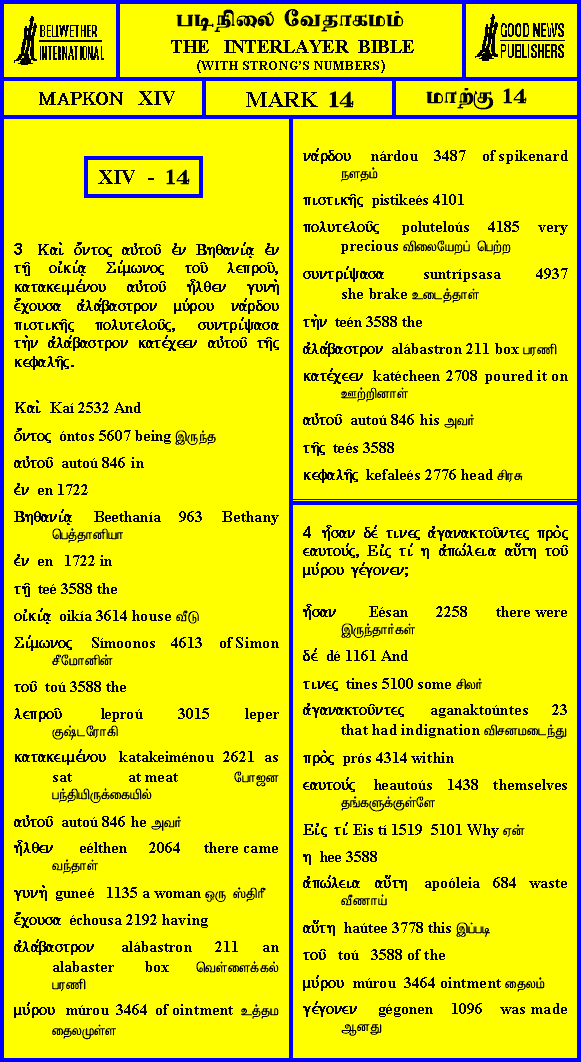 BELLWETHER
INTERNATIONAL
படிநிலை வேதாகமம்
THE INTERLAYER BIBLE
(WITH STRONG'S NUMBERS)
GOOD NEWS
PUBLISHERS
ΜΑΡΚΟΝ XIV
MARK 14
மாற்கு 14
XIV - 14
3 Καὶ ὄντος αὐτοῦ ἐν Βηθανίᾳ ἐν
τῇ οἰκίᾳ Σίμωνος τοῦ λεπροῦ,
κατακειμένου αὐτοῦ ἦλθεν γυνὴ
ἔχουσα ἀλάβαστρον μύρου νάρδου
πιστικῆς πολυτελοῦς, συντρίψασα
τὴν ἀλάβαστρον κατέχεεν αὐτοῦ τῆς
κεφαλῆς.
Καὶ Kaí 2532 And
ὄντος óntos 5607 being இருந்த
αὐτοῦ autoú 846 in
ἐν en 1722
Βηθανίᾳ Beethanía 963 Bethany
பெத்தானியா
ἐν en 1722 in
τῇ teé 3588 the
οἰκίᾳ oikía 3614 house வீடு
Σίμωνος Símoonos 4613 of Simon
சீமோனின்
τοῦ toú 3588 the
λεπροῦ leproú 3015 leper
குஷ்டரோகி
κατακειμένου katakeiménou 2621 as
sat at meat போஜன
பந்தியிருக்கையில்
αὐτοῦ autoú 846 he அவர்
ἦλθεν eélthen 2064 there came
வந்தாள்
γυνὴ guneé 1135 a woman ஒரு ஸ்திரீ
ἔχουσα échousa 2192 having
ἀλάβαστρον alábastron 211 an
alabaster box வெள்ளைக்கல்
பரணி
μύρου múrou 3464 of ointment உத்தம
தைலமுள்ள
νάρδου nárdou 3487 of spikenard
நளதம்
πιστικῆς pistikeés 4101
πολυτελοῦς poluteloús 4185 very
precious விலையேறப் பெற்ற
συντρίψασα suntrípsasa 4937
she brake உடைத்தாள்
τὴν teén 3588 the
ἀλάβαστρον alábastron 211 box பரணி
κατέχεεν katécheen 2708 poured it on
ஊற்றினாள்
αὐτοῦ autoú 846 his அவர்
τῆς teés 3588
κεφαλῆς kefaleés 2776 head சிரசு
4 ἦσαν δέ τινες ἀγανακτοῦντες πρὸς
εαυτούς, Εἰς τί η ἀπώλεια αὕτη τοῦ
μύρου γέγονεν;
ἦσαν Eésan 2258 there were
இருந்தார்கள்
δέ dé 1161 And
τινες tines 5100 some சிலர்
ἀγανακτοῦντες aganaktoúntes 23
that had indignation விசனமடைந்து
πρὸς prós 4314 within
εαυτούς heautoús 1438 themselves
தங்களுக்குள்ளே
Εἰς τί Eis tí 1519 5101 Why ஏன்
η hee 3588
ἀπώλεια αὕτη apoóleia 684 waste
வீணாய்
αὕτη haútee 3778 this இப்படி
τοῦ toú 3588 of the
μύρου múrou 3464 ointment தைலம்
γέγονεν gégonen 1096 was made
ஆனது